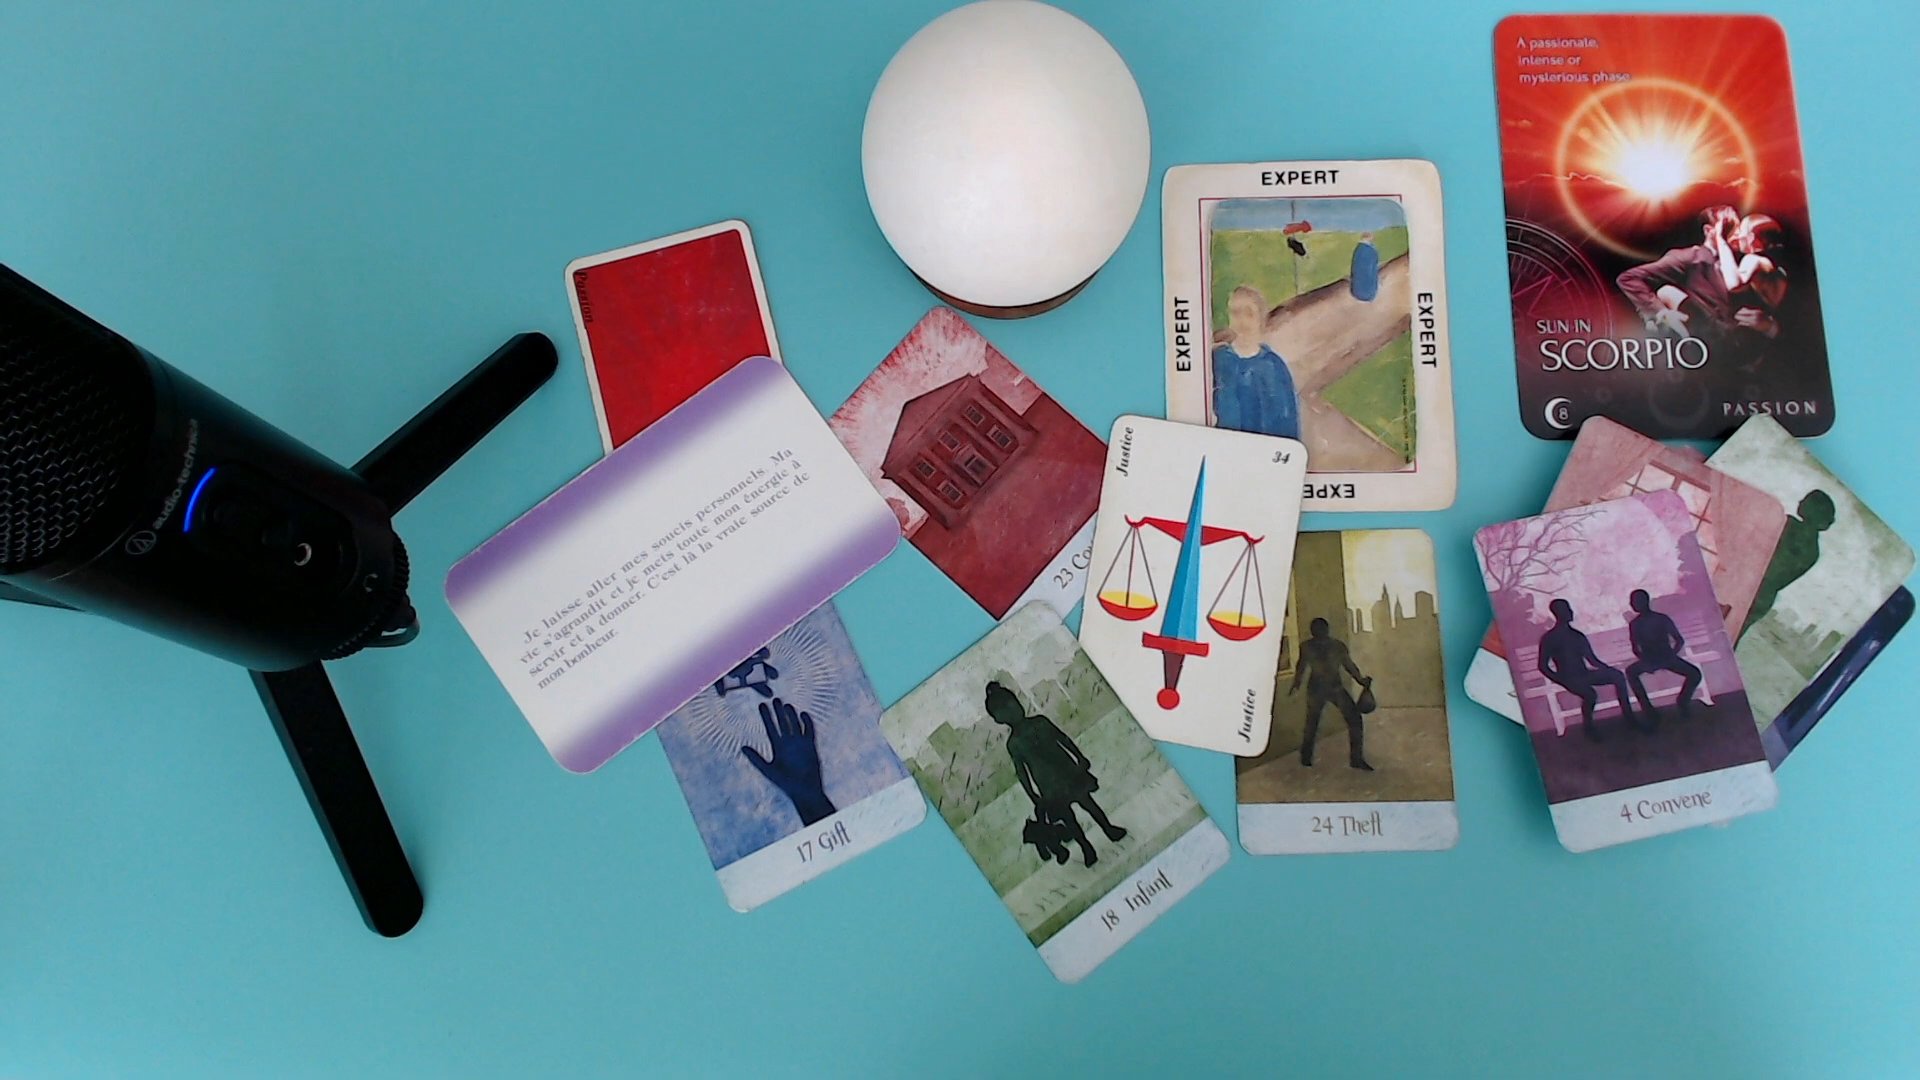 A passionate,
intense or
mysterious phase
SUN IN
SCORPIO
8
PASSION
EXPERT
EXPERT
EXPERT
Passion
audio-technica
Je laisse aller mes soucis personnels. Ma
vie s'agrandit et je mets toute mon énergie à
servir et à donner. C'est là la vraie source de
mon bonheur.
23
Justice
34
Justice
17 Gift
18 Infant
24 Theft
4 Convene